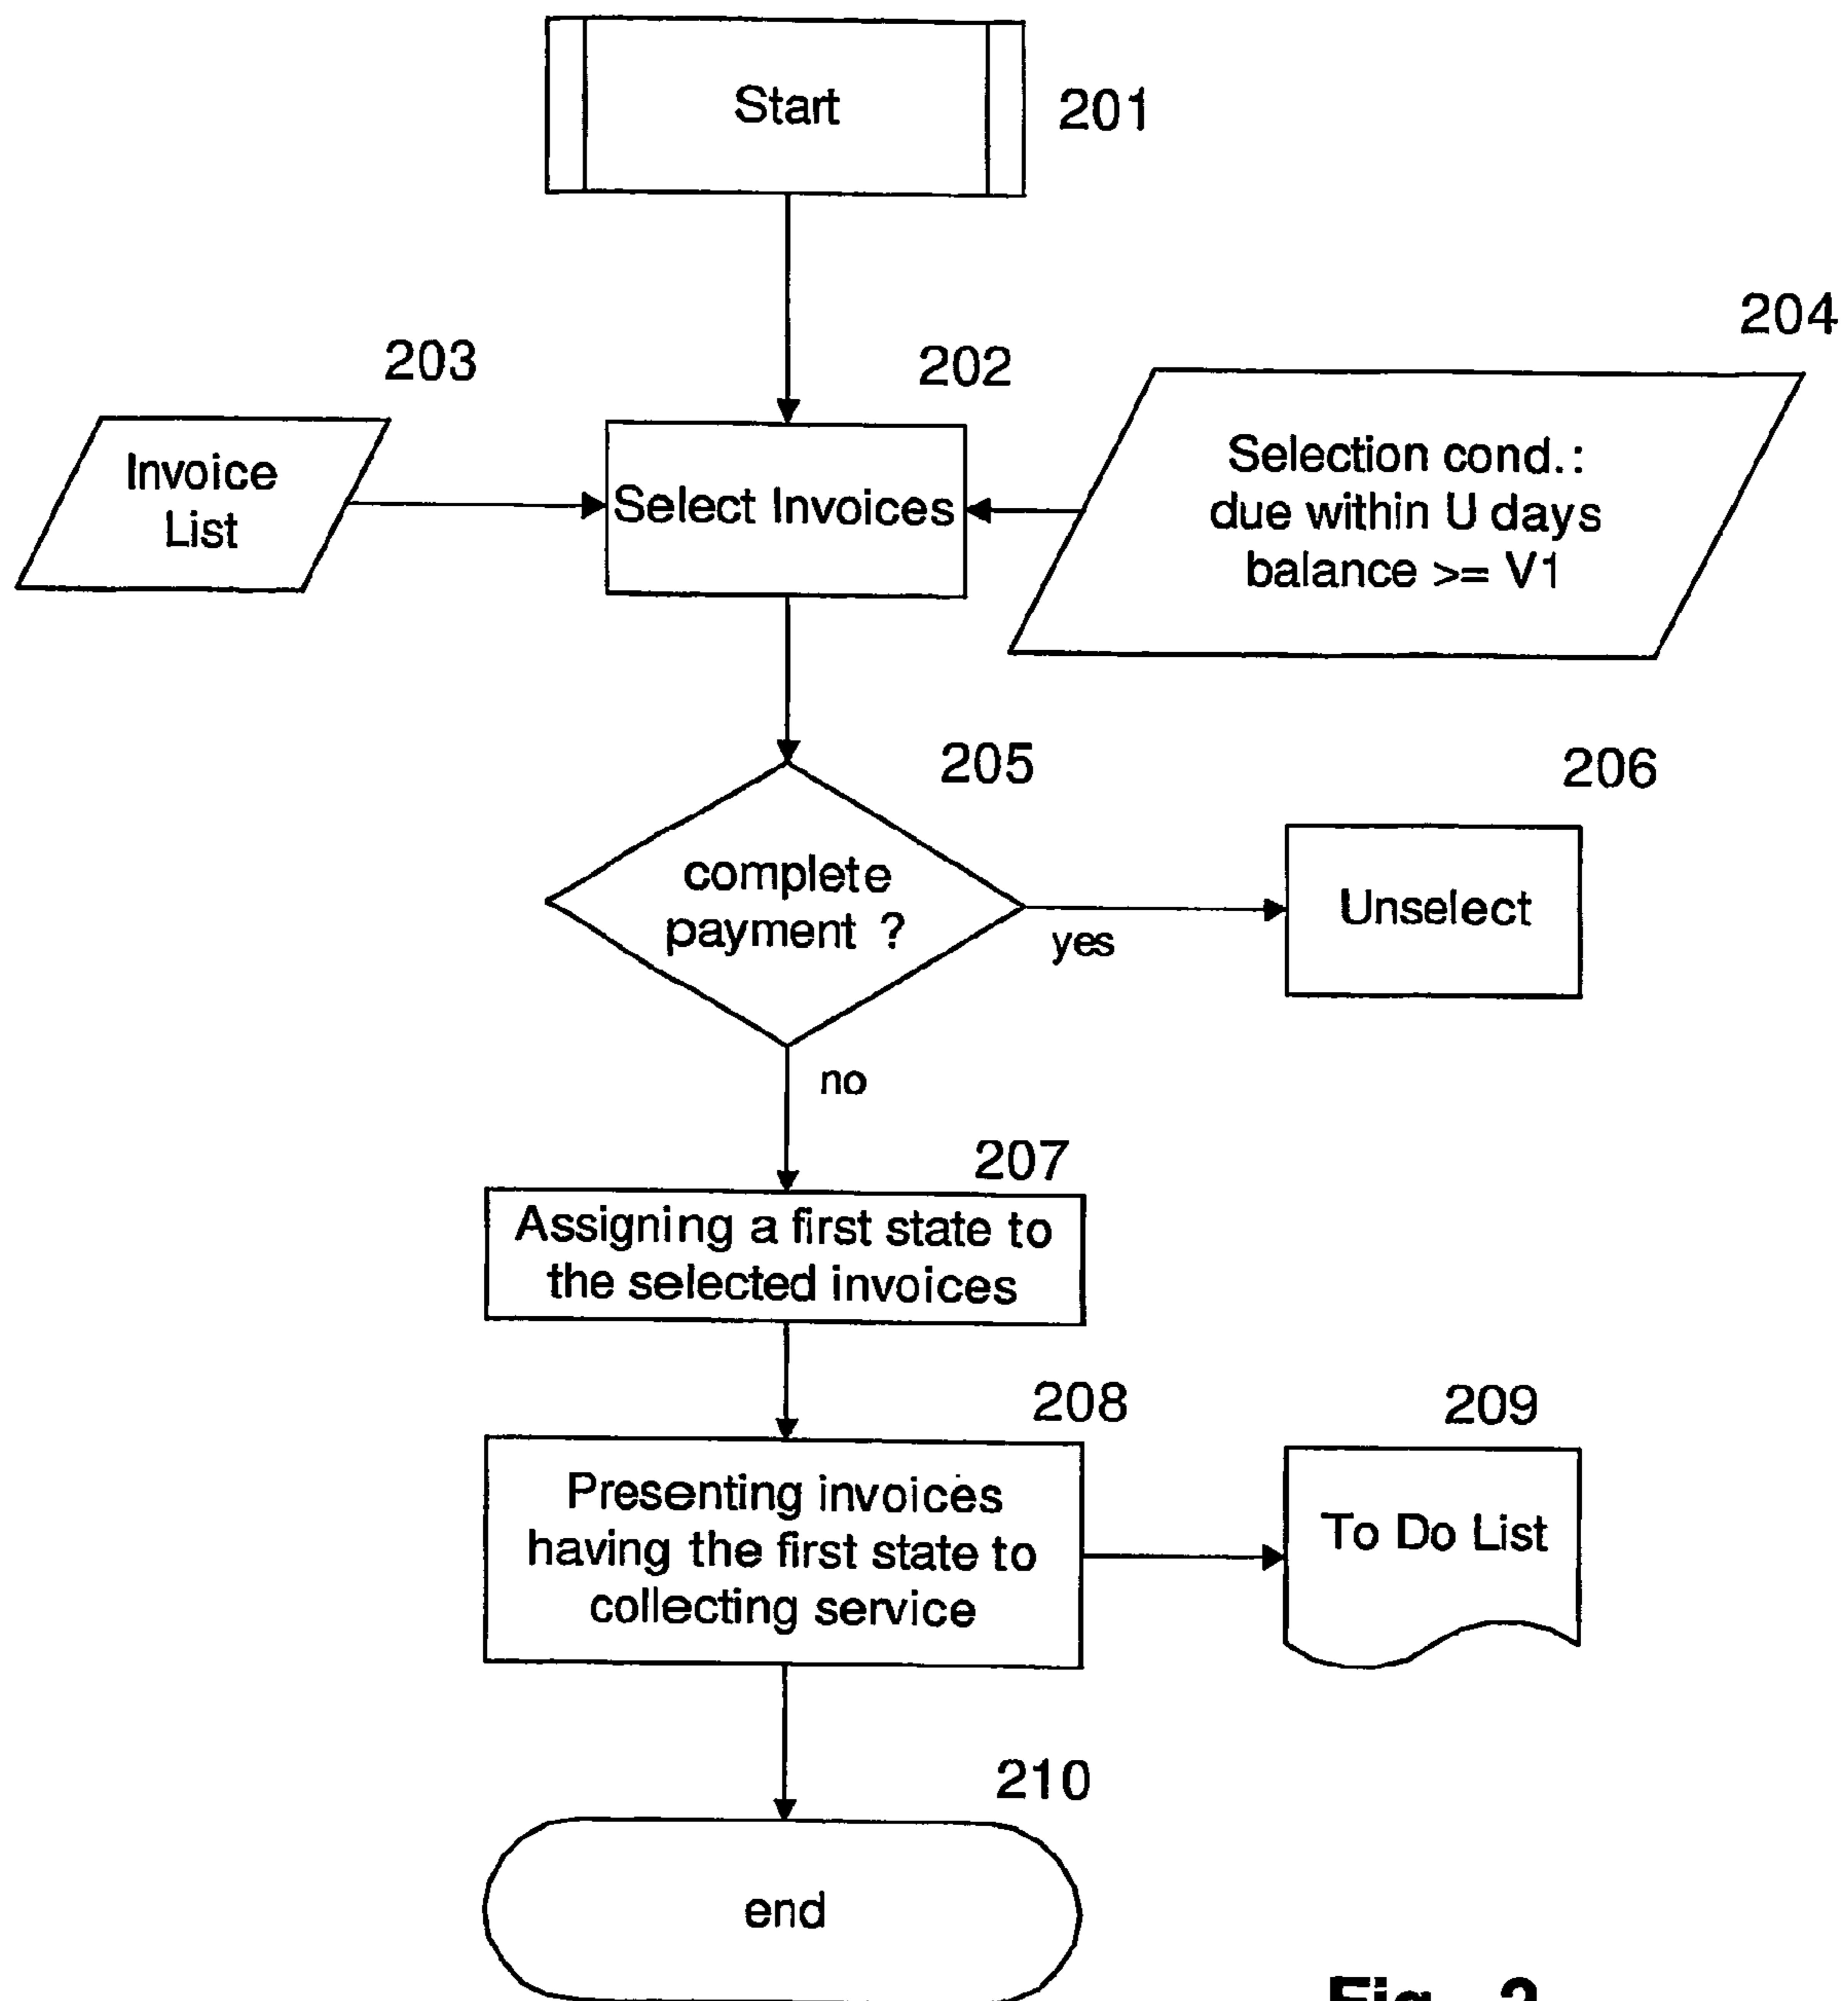 Start
201
204
203
202
Invoice
List
Select Invoices
Selection cond.:
due within U days
balance >= V1
205
206
complete
payment ?
yes
Unselect
no
207
Assigning a first state to
the selected invoices
208
209
Presenting invoices
having the first state to
collecting service
To Do List
210
end
Fig. 2